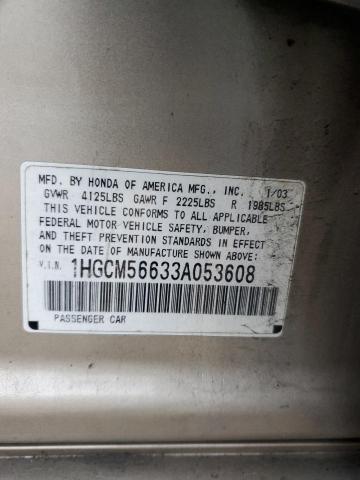 MFD. BY HONDA OF AMERICA MFG., INC. 1/03
GVWR 4125LBS GAWR F 2225LBS R 1985LBS
THIS VEHICLE CONFORMS TO ALL APPLICABLE
FEDERAL MOTOR VEHICLE SAFETY, BUMPER,
AND THEFT PREVENTION STANDARDS IN EFFECT
ON THE DATE OF MANUFACTURE SHOWN ABOVE.
V.I.N. 1HGCM56633A053608
PASSENGER CAR